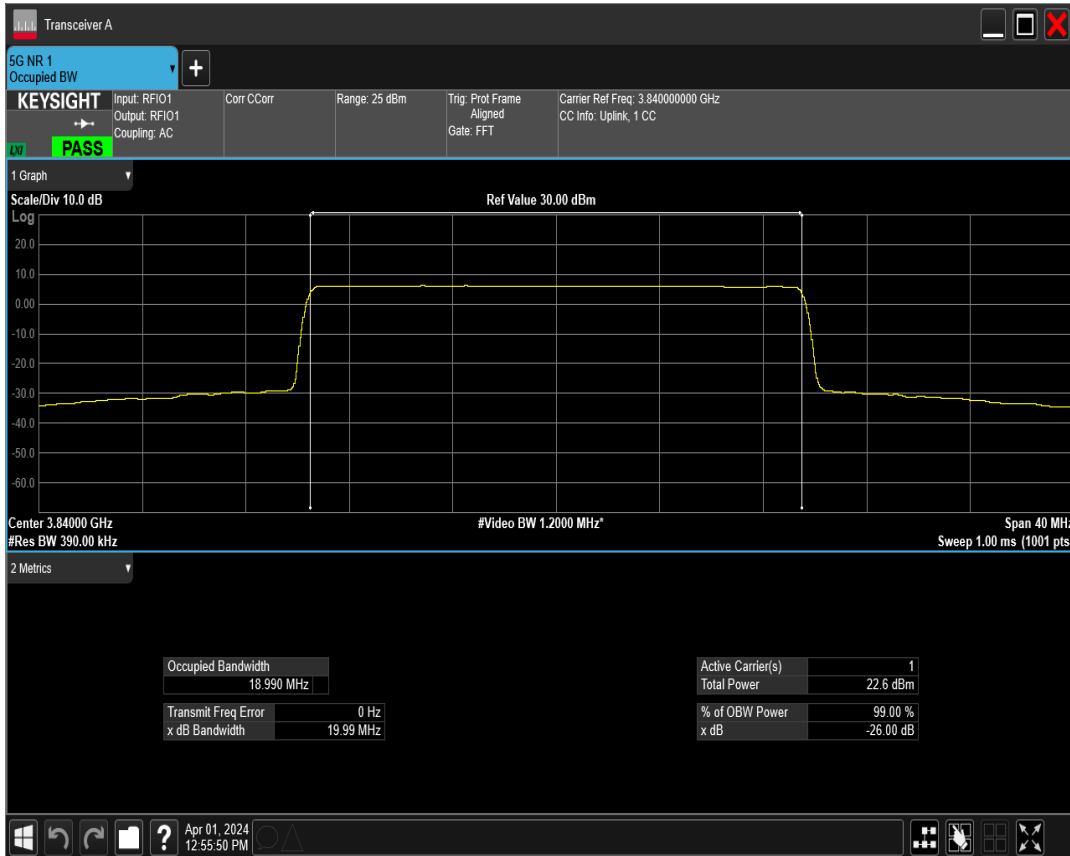 Transceiver A
5G NR 1
Occupied BW
KEYSIGHT
LXI
PASS
Input: RFIO1
Output: RFIO1
Coupling: AC
Corr CCorr
Range: 25 dBm
Trig: Prot Frame
Aligned
Gate: FFT
Carrier Ref Freq: 3.840000000 GHz
CC Info: Uplink, 1 CC
1 Graph
Scale/Div 10.0 dB
Ref Value 30.00 dBm
Log
20.0
10.0
0.00
-10.0
-20.0
-30.0
-40.0
-50.0
-60.0
Center 3.84000 GHz
#Video BW 1.2000 MHz*
Span 40 MHz
#Res BW 390.00 kHz
Sweep 1.00 ms (1001 pts
2 Metrics
Occupied Bandwidth
18.990 MHz
Transmit Freq Error 0 Hz
x dB Bandwidth 19.99 MHz
Active Carrier(s) 1
Total Power 22.6 dBm
% of OBW Power 99.00 %
x dB -26.00 dB
Apr 01, 2024
12:55:50 PM